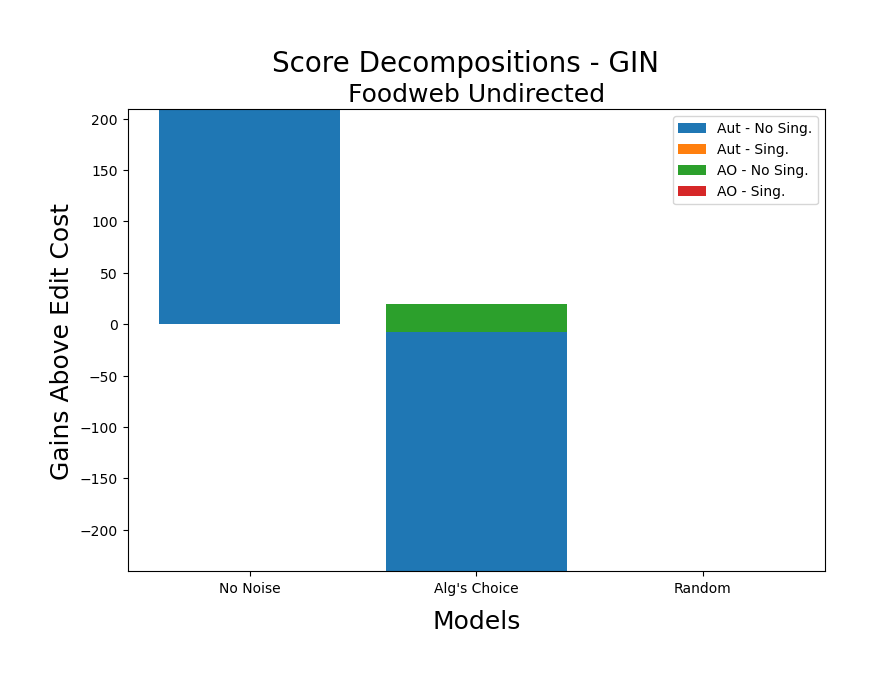 Score Decompositions - GIN
Foodweb Undirected
Gains Above Edit Cost
200
150
100
50
0
−50
−100
−150
−200
Aut - No Sing.
Aut - Sing.
AO - No Sing.
AO - Sing.
No Noise
Alg's Choice
Random
Models